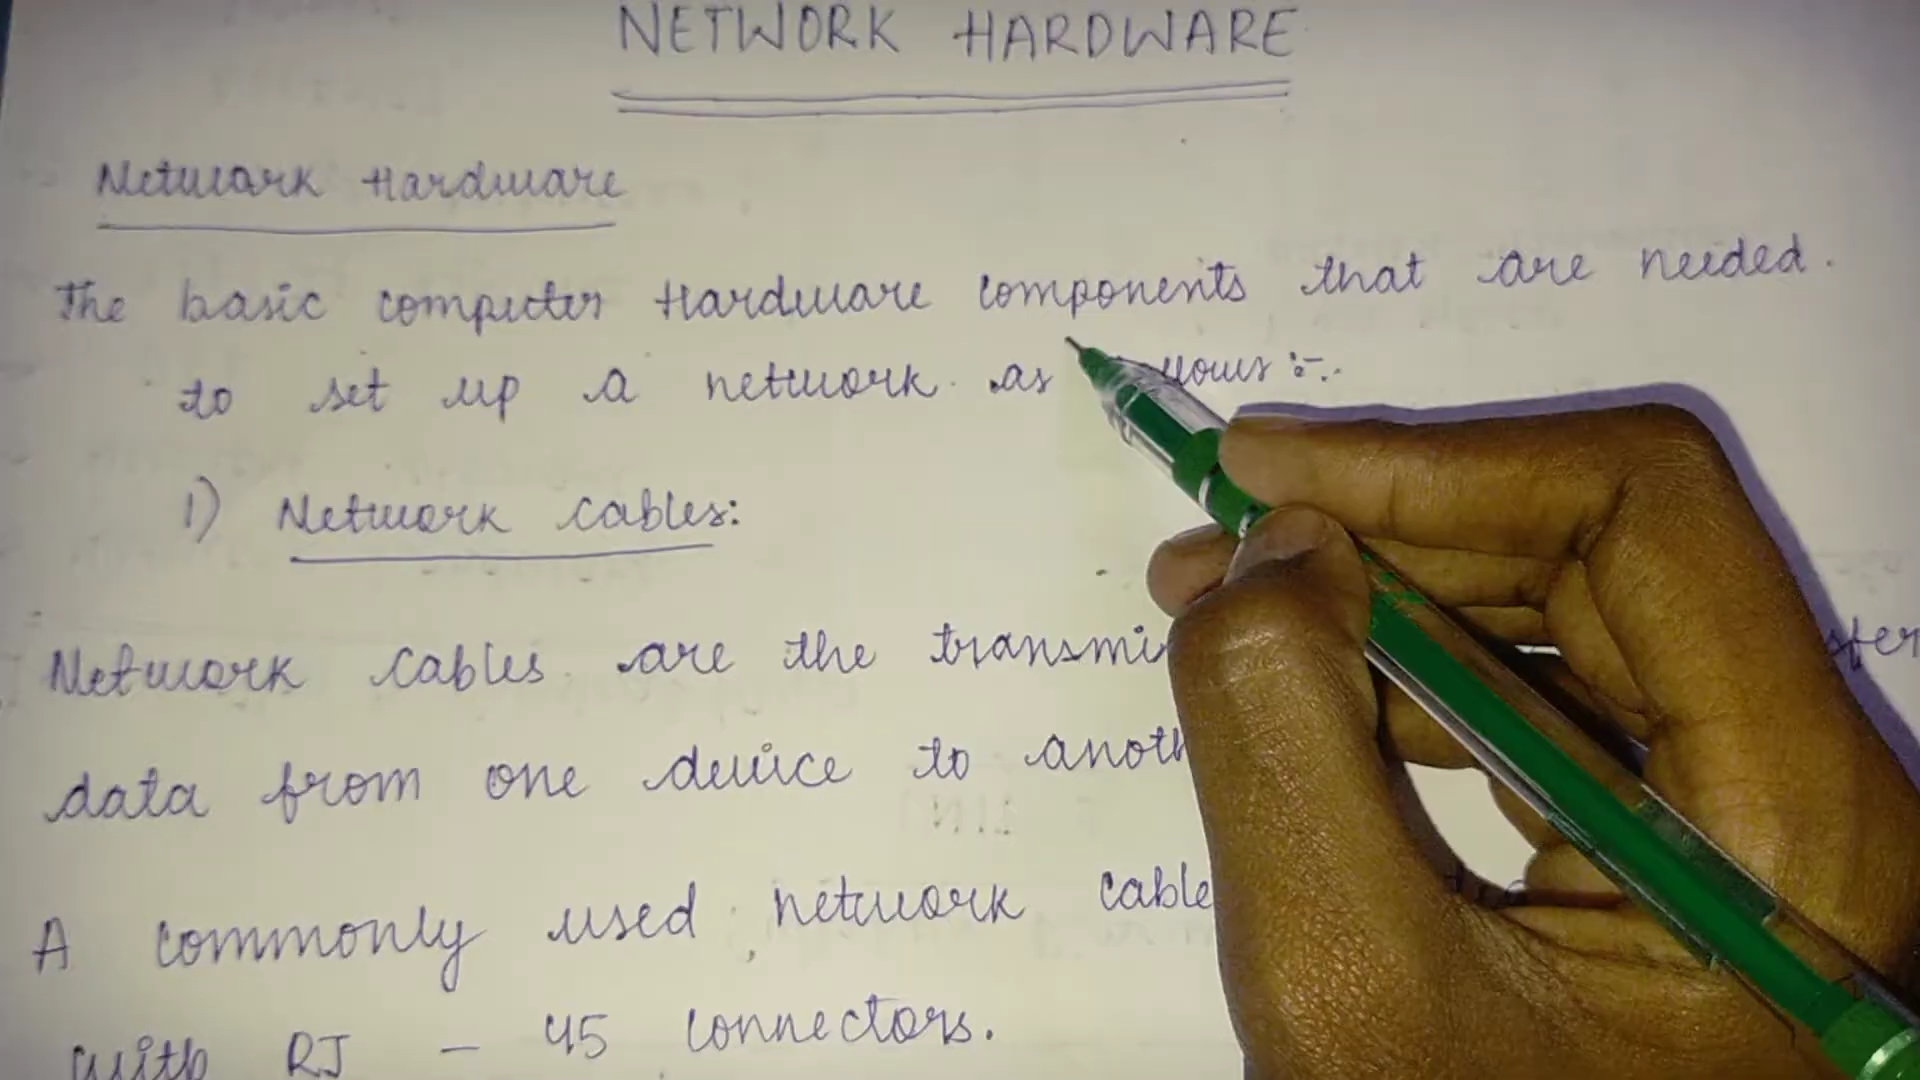 NETWORK HARDWARE
Network Hardware
The basic computer Hardware components that are needed.
to set up a network as
1) Network cables:
Network cables are the
data from one device to
A commonly used network cable
with RJ - 45 connectors.